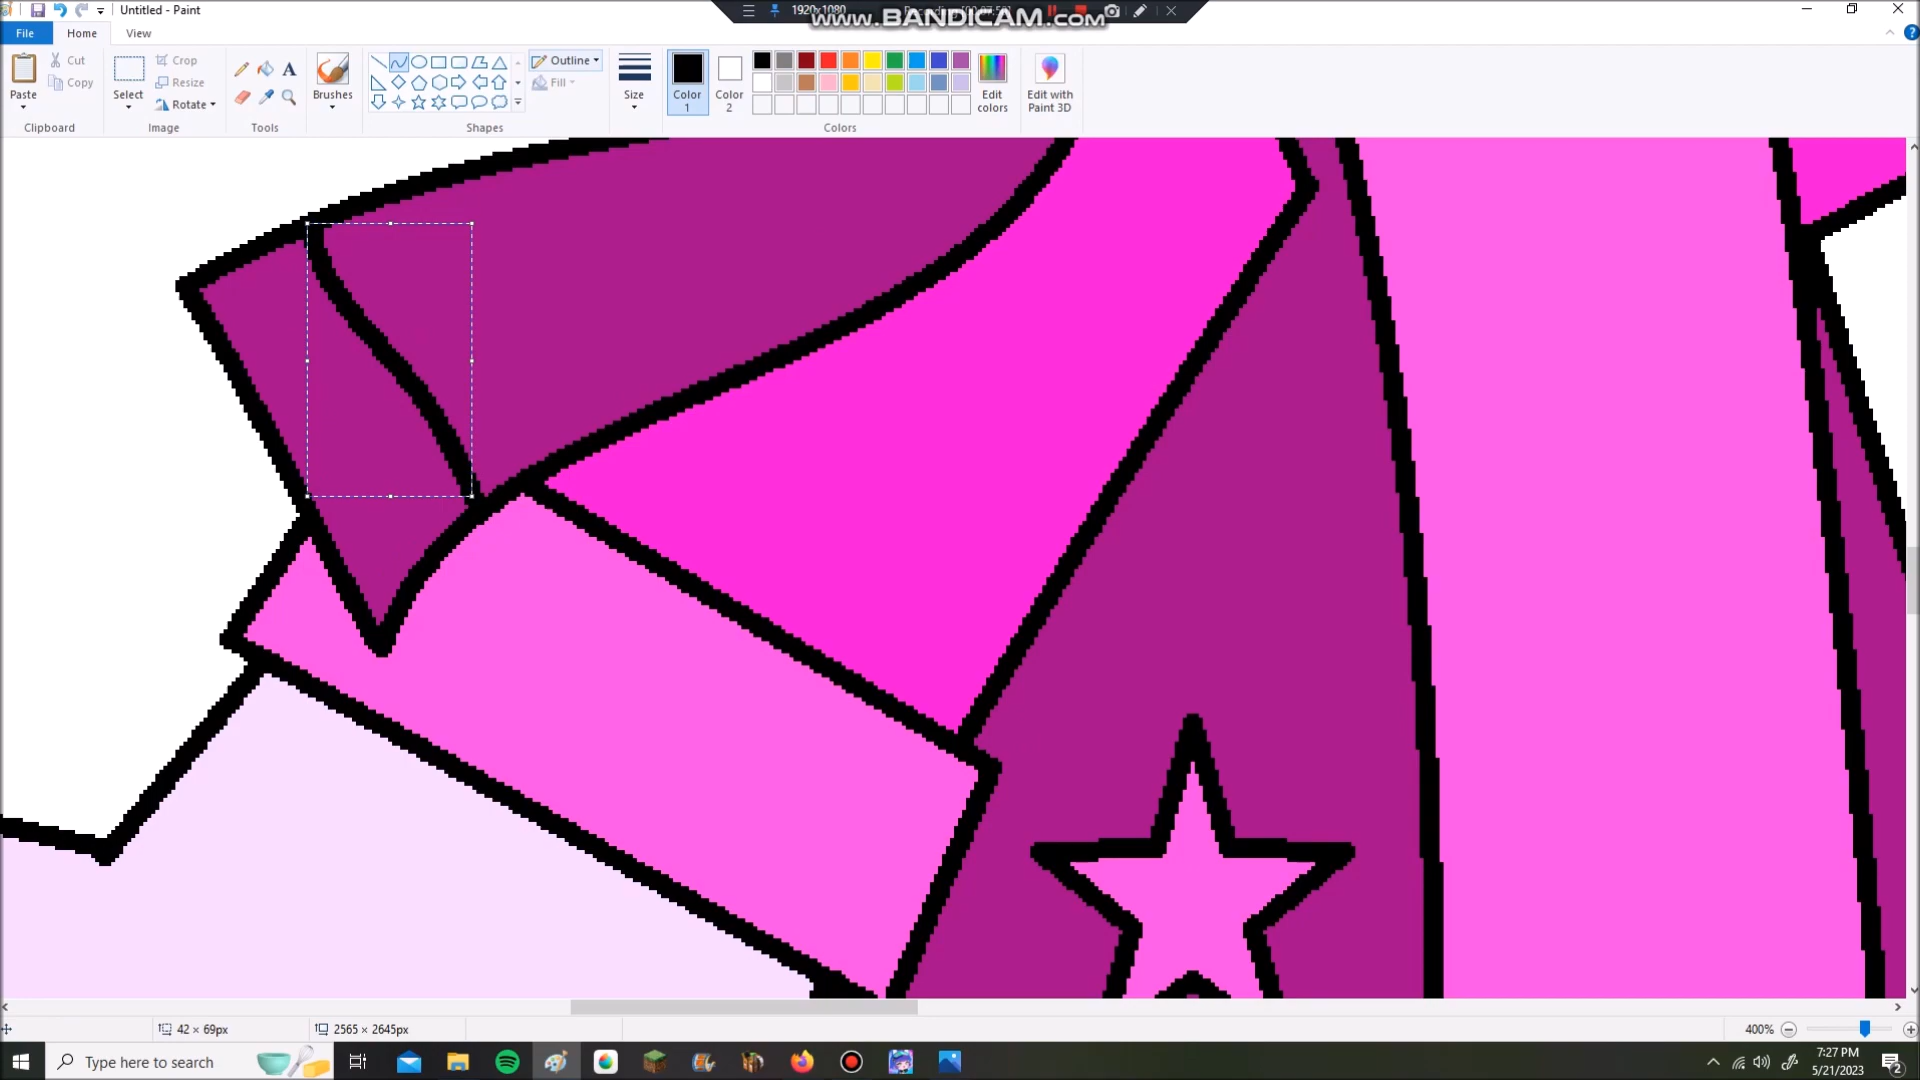 Untitled - Paint
1920x1080
www.BANDICAM.com
File
Home
View
Paste
Cut
Copy
Clipboard
Select
Crop
Resize
Rotate
Image
Tools
Brushes
Shapes
Outline
Fill
Size
Color 1
Color 2
Edit colors
Colors
Edit with Paint 3D
42 × 69px
2565 × 2645px
400%
Type here to search
7:27 PM
5/21/2023
2